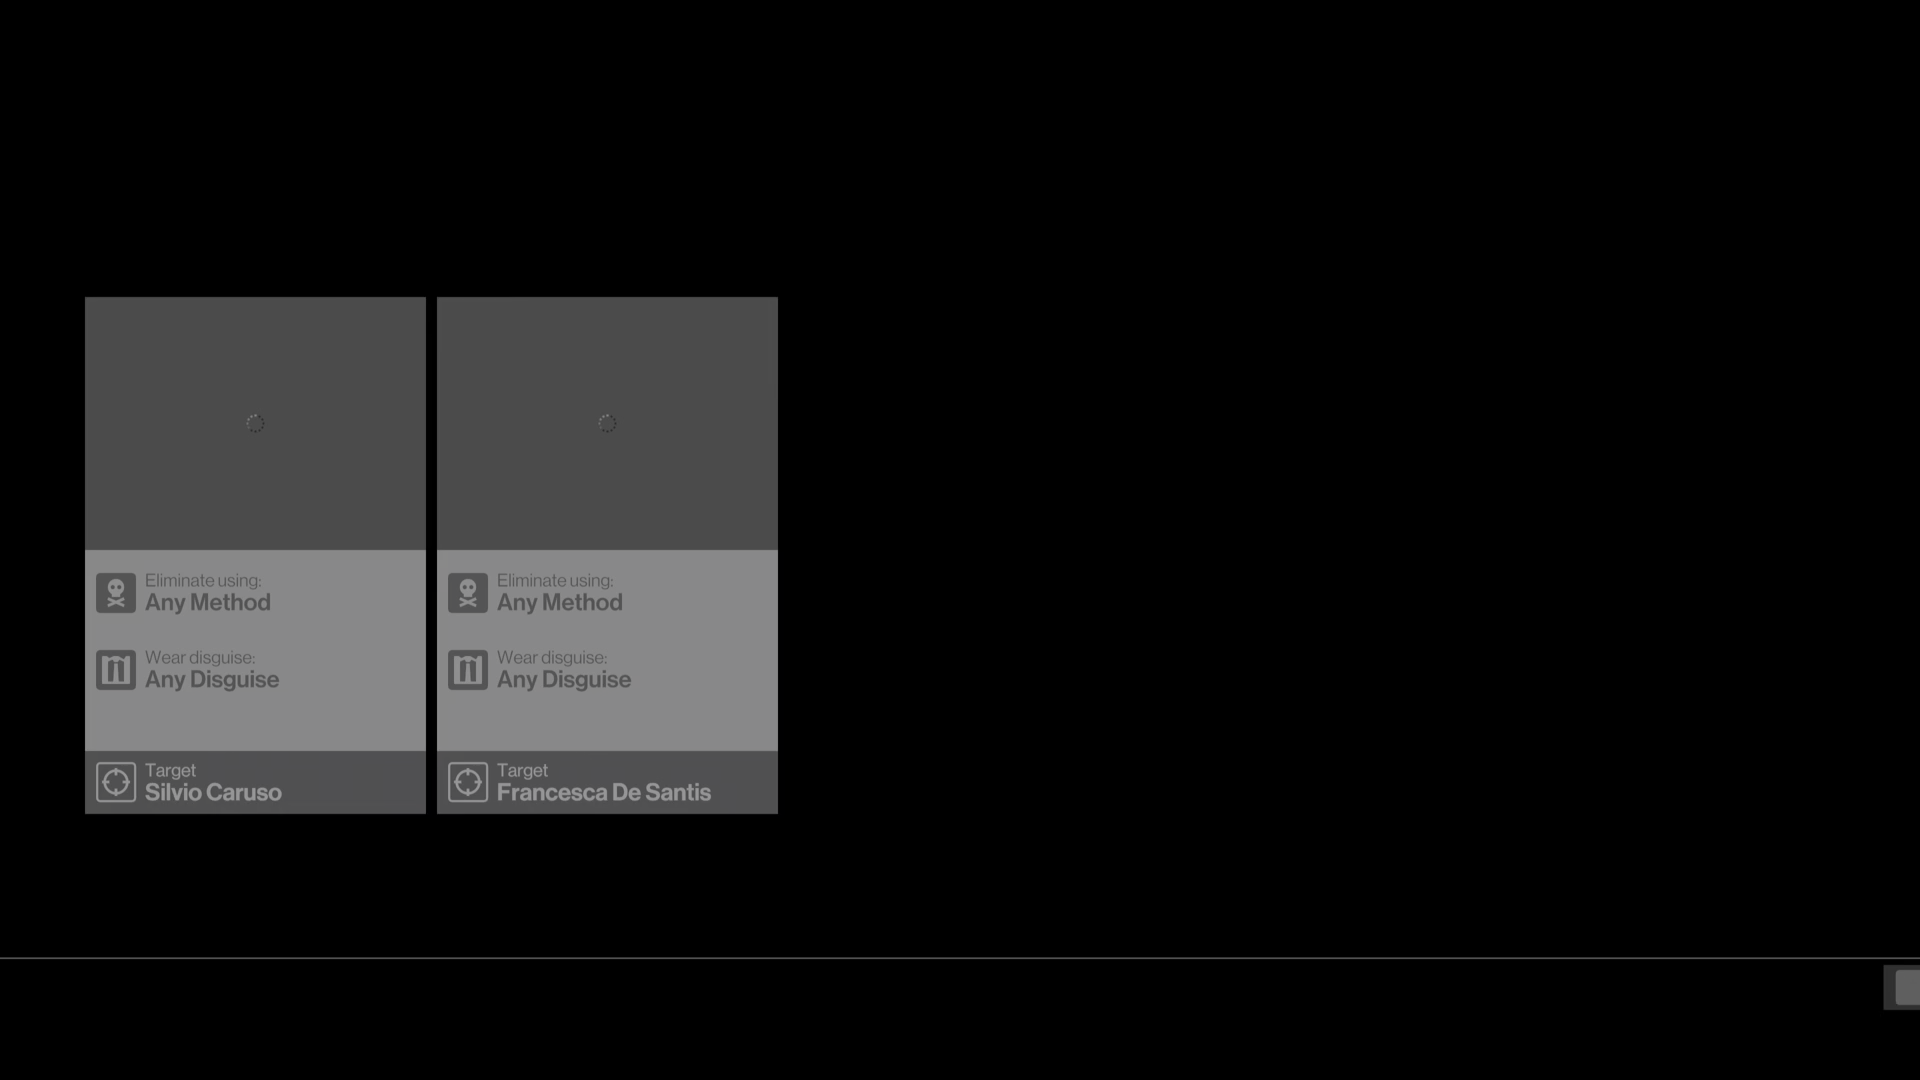 Eliminate using:
Any Method
Wear disguise:
Any Disguise
Target
Silvio Caruso
Eliminate using:
Any Method
Wear disguise:
Any Disguise
Target
Francesca De Santis